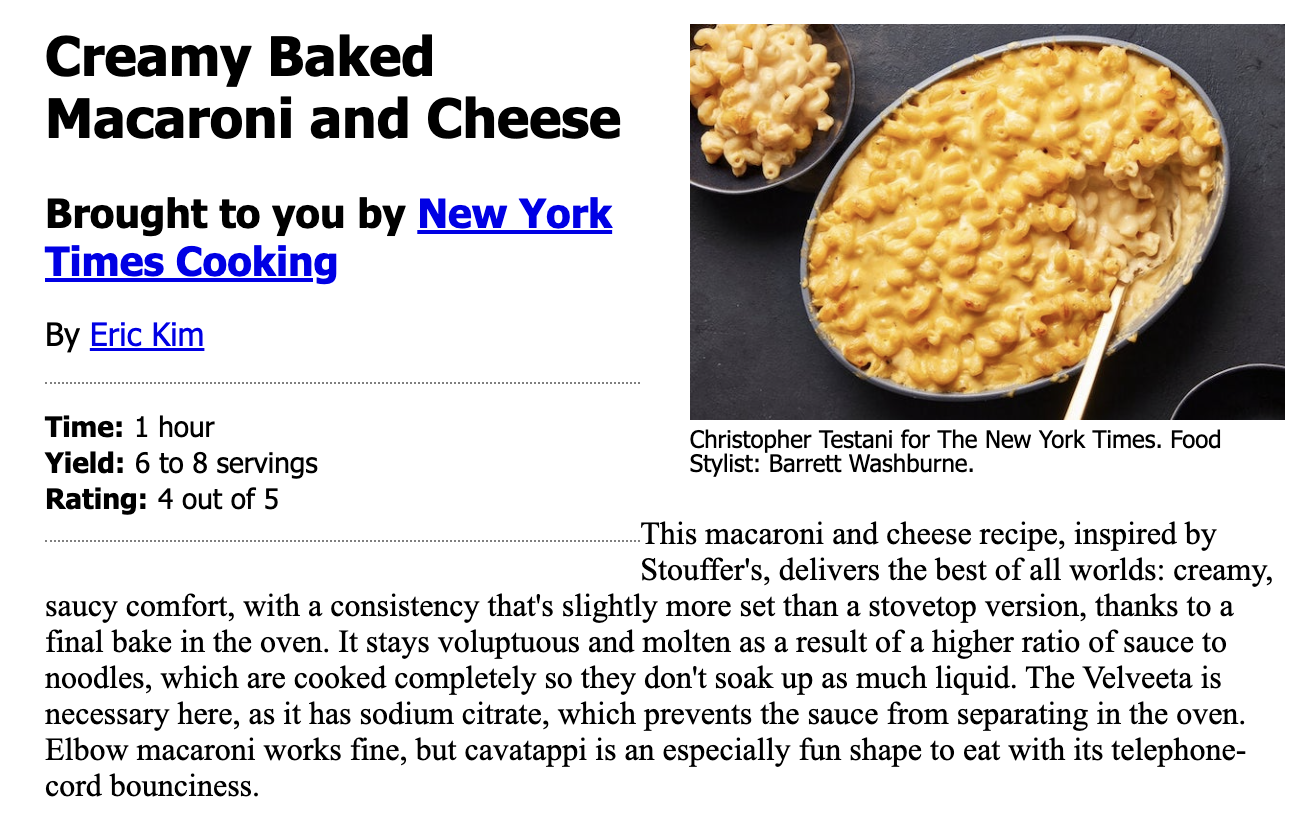 Creamy Baked
Macaroni and Cheese
Brought to you by New York
Times Cooking
By Eric Kim
Time: 1 hour
Yield: 6 to 8 servings
Rating: 4 out of 5
Christopher Testani for The New York Times. Food
Stylist: Barrett Washburne.
This macaroni and cheese recipe, inspired by
Stouffer's, delivers the best of all worlds: creamy,
saucy comfort, with a consistency that's slightly more set than a stovetop version, thanks to a
final bake in the oven. It stays voluptuous and molten as a result of a higher ratio of sauce to
noodles, which are cooked completely so they don't soak up as much liquid. The Velveeta is
necessary here, as it has sodium citrate, which prevents the sauce from separating in the oven.
Elbow macaroni works fine, but cavatappi is an especially fun shape to eat with its telephone-
cord bounciness.